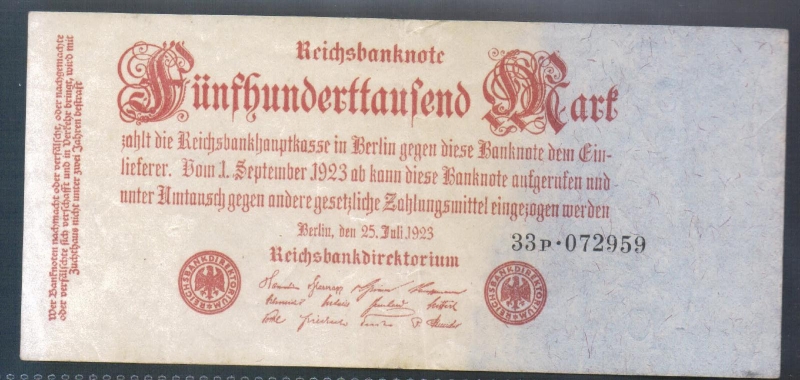 Reichsbanknote
Fünfhunderttausend Mark
zahlt die Reichsbankhauptkasse in Berlin gegen diese Banknote dem Ein-
lieferer. Vom 1. September 1923 ab kann diese Banknote aufgerufen und
unter Umtausch gegen andere gesetzliche Zahlungsmittel eingezogen werden
Berlin, den 25. Juli 1923
33P·072959
Reichsbankdirektorium
REICHSBANKDIREKTORIUM
REICHSBANKDIREKTORIUM
Wer Banknoten nachmacht oder verfälscht, oder nachgemachte
oder verfälschte sich verschafft und in Verkehr bringt, wird mit
Zuchthaus nicht unter zwei Jahren bestraft